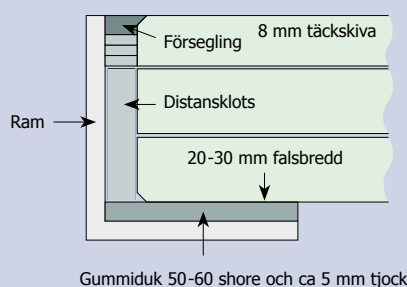 8 mm täckskiva
Försegling
Distansklots
Ram
20-30 mm falsbredd
Gummiduk 50-60 shore och ca 5 mm tjock